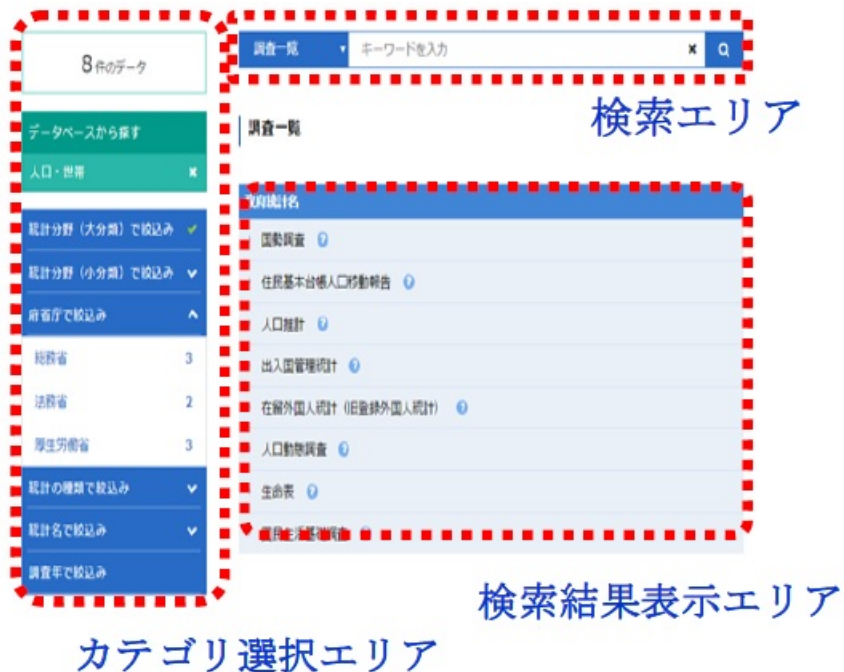 8件のデータ
データベースから探す
人口・世帯
統計分野（大分類）で絞込み
統計分野（小分類）で絞込み
府省庁で絞込み
総務省 3
法務省 2
厚生労働省 3
統計の種類で絞込み
統計名で絞込み
調査年で絞込み
カテゴリ選択エリア
調査一覧 キーワードを入力
検索エリア
調査一覧
政府統計名
国勢調査
住民基本台帳人口移動報告
人口推計
出入国管理統計
在留外国人統計（旧登録外国人統計）
人口動態調査
生命表
国民生活基礎調査
検索結果表示エリア